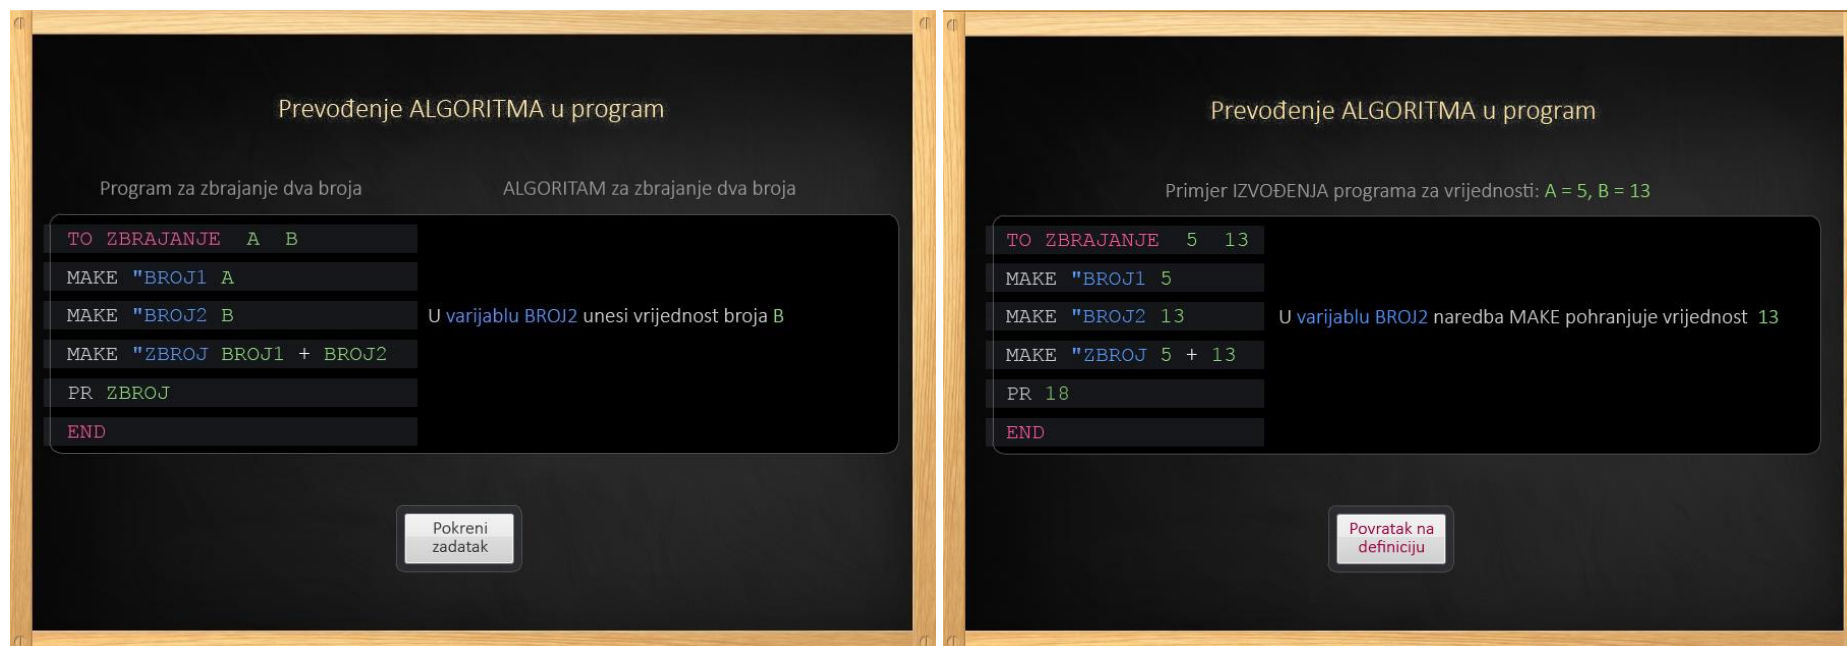 Prevođenje ALGORITMA u program
Program za zbrajanje dva broja
ALGORITAM za zbrajanje dva broja
TO ZBRAJANJE A B
MAKE "BROJ1 A
MAKE "BROJ2 B
U varijablu BROJ2 unesi vrijednost broja B
MAKE "ZBROJ BROJ1 + BROJ2
PR ZBROJ
END
Pokreni
zadatak
Prevođenje ALGORITMA u program
Primjer IZVOĐENJA programa za vrijednosti: A = 5, B = 13
TO ZBRAJANJE 5 13
MAKE "BROJ1 5
MAKE "BROJ2 13
U varijablu BROJ2 naredba MAKE pohranjuje vrijednost 13
MAKE "ZBROJ 5 + 13
PR 18
END
Povratak na
definiciju